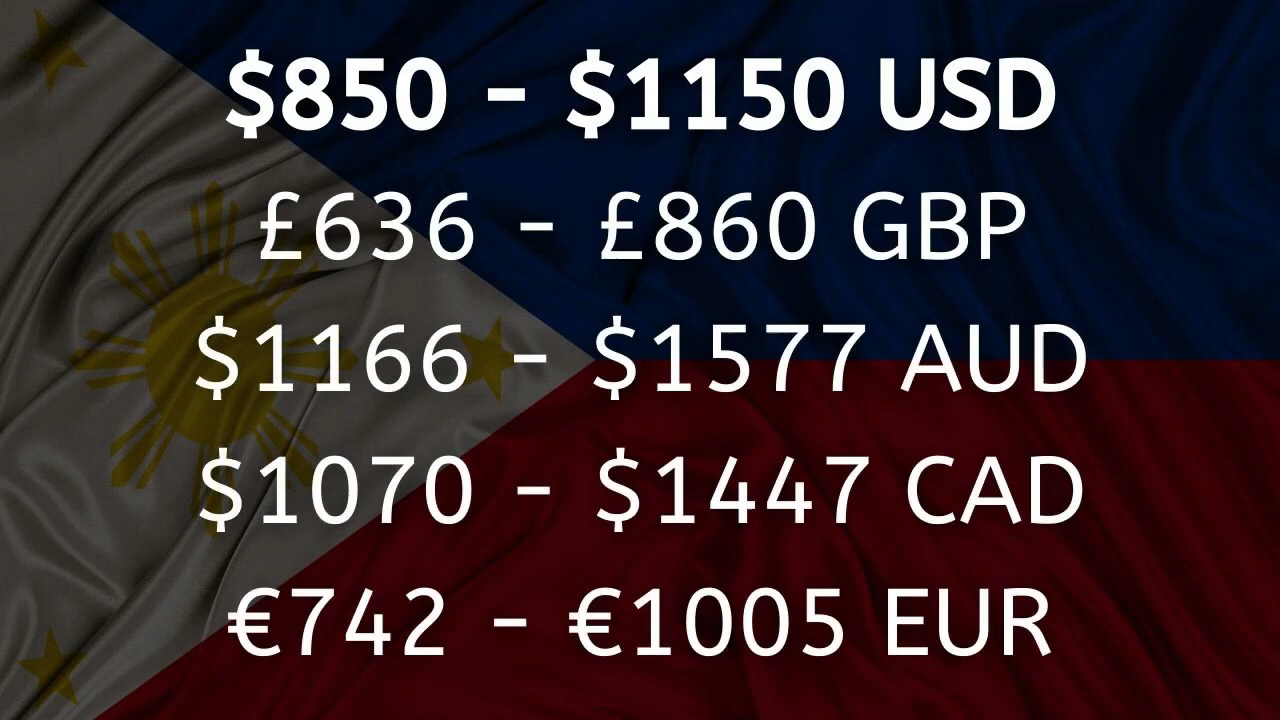 $850 - $1150 USD
£636 - £860 GBP
$1166 - $1577 AUD
$1070 - $1447 CAD
€742 - €1005 EUR